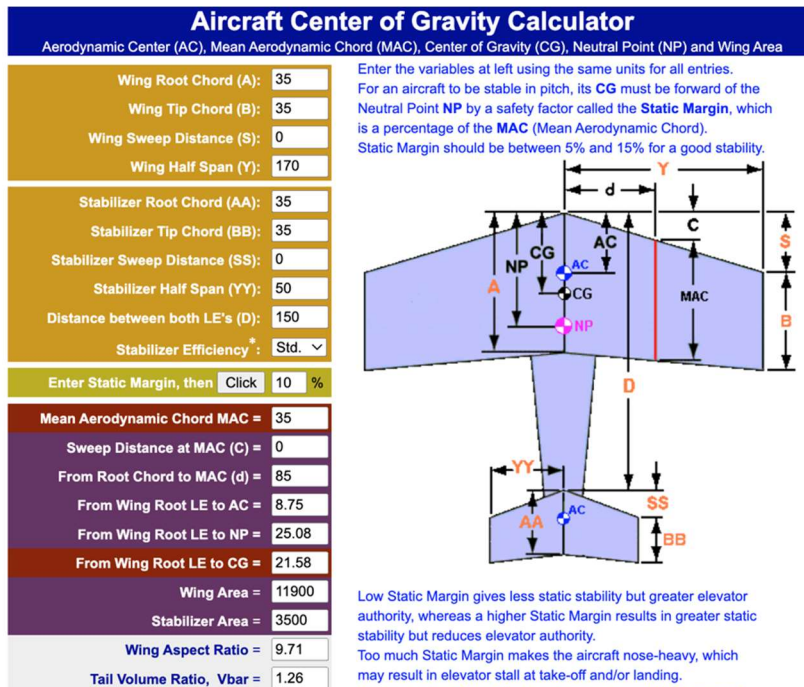 Aircraft Center of Gravity Calculator
Aerodynamic Center (AC), Mean Aerodynamic Chord (MAC), Center of Gravity (CG), Neutral Point (NP) and Wing Area
Wing Root Chord (A): 35
Wing Tip Chord (B): 35
Wing Sweep Distance (S): 0
Wing Half Span (Y): 170
Stabilizer Root Chord (AA): 35
Stabilizer Tip Chord (BB): 35
Stabilizer Sweep Distance (SS): 0
Stabilizer Half Span (YY): 50
Distance between both LE's (D): 150
Stabilizer Efficiency*: Std.
Enter Static Margin, then Click 10 %
Mean Aerodynamic Chord MAC = 35
Sweep Distance at MAC (C) = 0
From Root Chord to MAC (d) = 85
From Wing Root LE to AC = 8.75
From Wing Root LE to NP = 25.08
From Wing Root LE to CG = 21.58
Wing Area = 11900
Stabilizer Area = 3500
Wing Aspect Ratio = 9.71
Tail Volume Ratio, Vbar = 1.26
Enter the variables at left using the same units for all entries.
For an aircraft to be stable in pitch, its CG must be forward of the
Neutral Point NP by a safety factor called the Static Margin, which
is a percentage of the MAC (Mean Aerodynamic Chord).
Static Margin should be between 5% and 15% for a good stability.
Y
d
C
S
AC
CG
NP
A
AC
CG
NP
MAC
B
D
YY
SS
AA
AC
BB
Low Static Margin gives less static stability but greater elevator
authority, whereas a higher Static Margin results in greater static
stability but reduces elevator authority.
Too much Static Margin makes the aircraft nose-heavy, which
may result in elevator stall at take-off and/or landing.